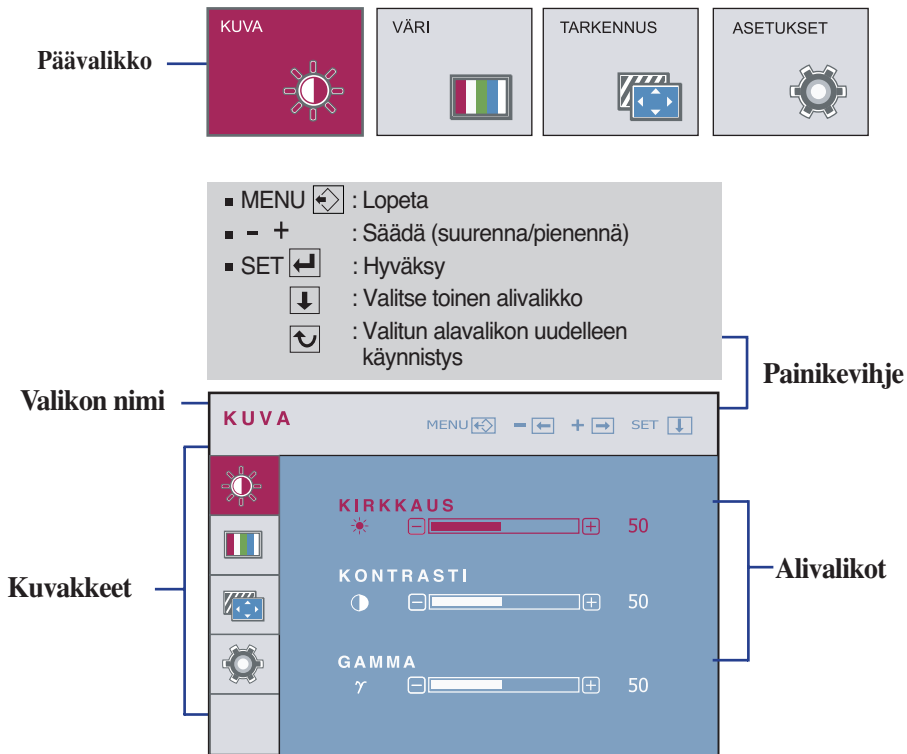 KUVA
VÄRI
TARKENNUS
ASETUKSET
Päävalikko
MENU : Lopeta
- + : Säädä (suurenna/pienennä)
SET : Hyväksy
: Valitse toinen alivalikko
: Valitun alavalikon uudelleen
käynnistys
Painikevihje
Valikon nimi
KUVA
MENU - + SET
KIRKKAUS
50
Kuvakkeet
KONTRASTI
50
Alivalikot
GAMMA
γ 50